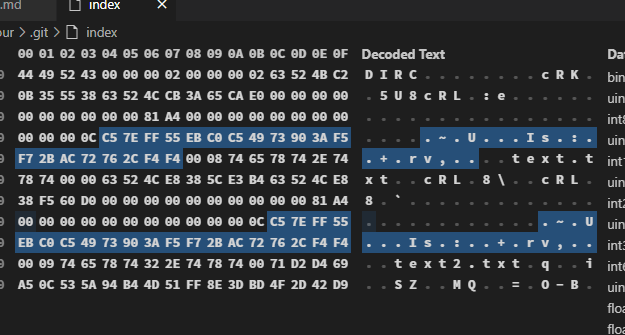 .md
index
our > .git > index
00 01 02 03 04 05 06 07 08 09 0A 0B 0C 0D 0E 0F Decoded Text Da
0 44 49 52 43 00 00 00 02 00 00 00 02 63 52 4B C2 D I R C . . . . . . . . c R K . bin
0 0B 35 55 38 63 52 4C CB 3A 65 CA E0 00 00 00 00 . 5 U 8 c R L . : e . . . . . . uin
0 00 00 00 00 00 00 81 A4 00 00 00 00 00 00 00 00 . . . . . . . . . . . . . . . . int8
0 00 00 00 0C C5 7E FF 55 EB C0 C5 49 73 90 3A F5 . . . . . ~ . U . . . I s . : . uin
0 F7 2B AC 72 76 2C F4 F4 00 08 74 65 78 74 2E 74 . + . r v , . . . . t e x t . t int1
0 78 74 00 00 63 52 4C E8 38 5C E3 B4 63 52 4C E8 x t . . c R L . 8 \ . . c R L . uin
0 38 F5 60 D0 00 00 00 00 00 00 00 00 00 00 81 A4 8 . ` . . . . . . . . . . . . . int2
0 00 00 00 00 00 00 00 00 00 00 00 0C C5 7E FF 55 . . . . . . . . . . . . . ~ . U uin
0 EB C0 C5 49 73 90 3A F5 F7 2B AC 72 76 2C F4 F4 . . . I s . : . . + . r v , . . int3
0 00 09 74 65 78 74 32 2E 74 78 74 00 71 D2 D4 69 . . t e x t 2 . t x t . q . . i int6
0 A5 0C 53 5A 94 B4 4D 51 FF 8E 3D BD 4F 2D 42 D9 . . S Z . . M Q . . = . O - B . uin
floa
floa